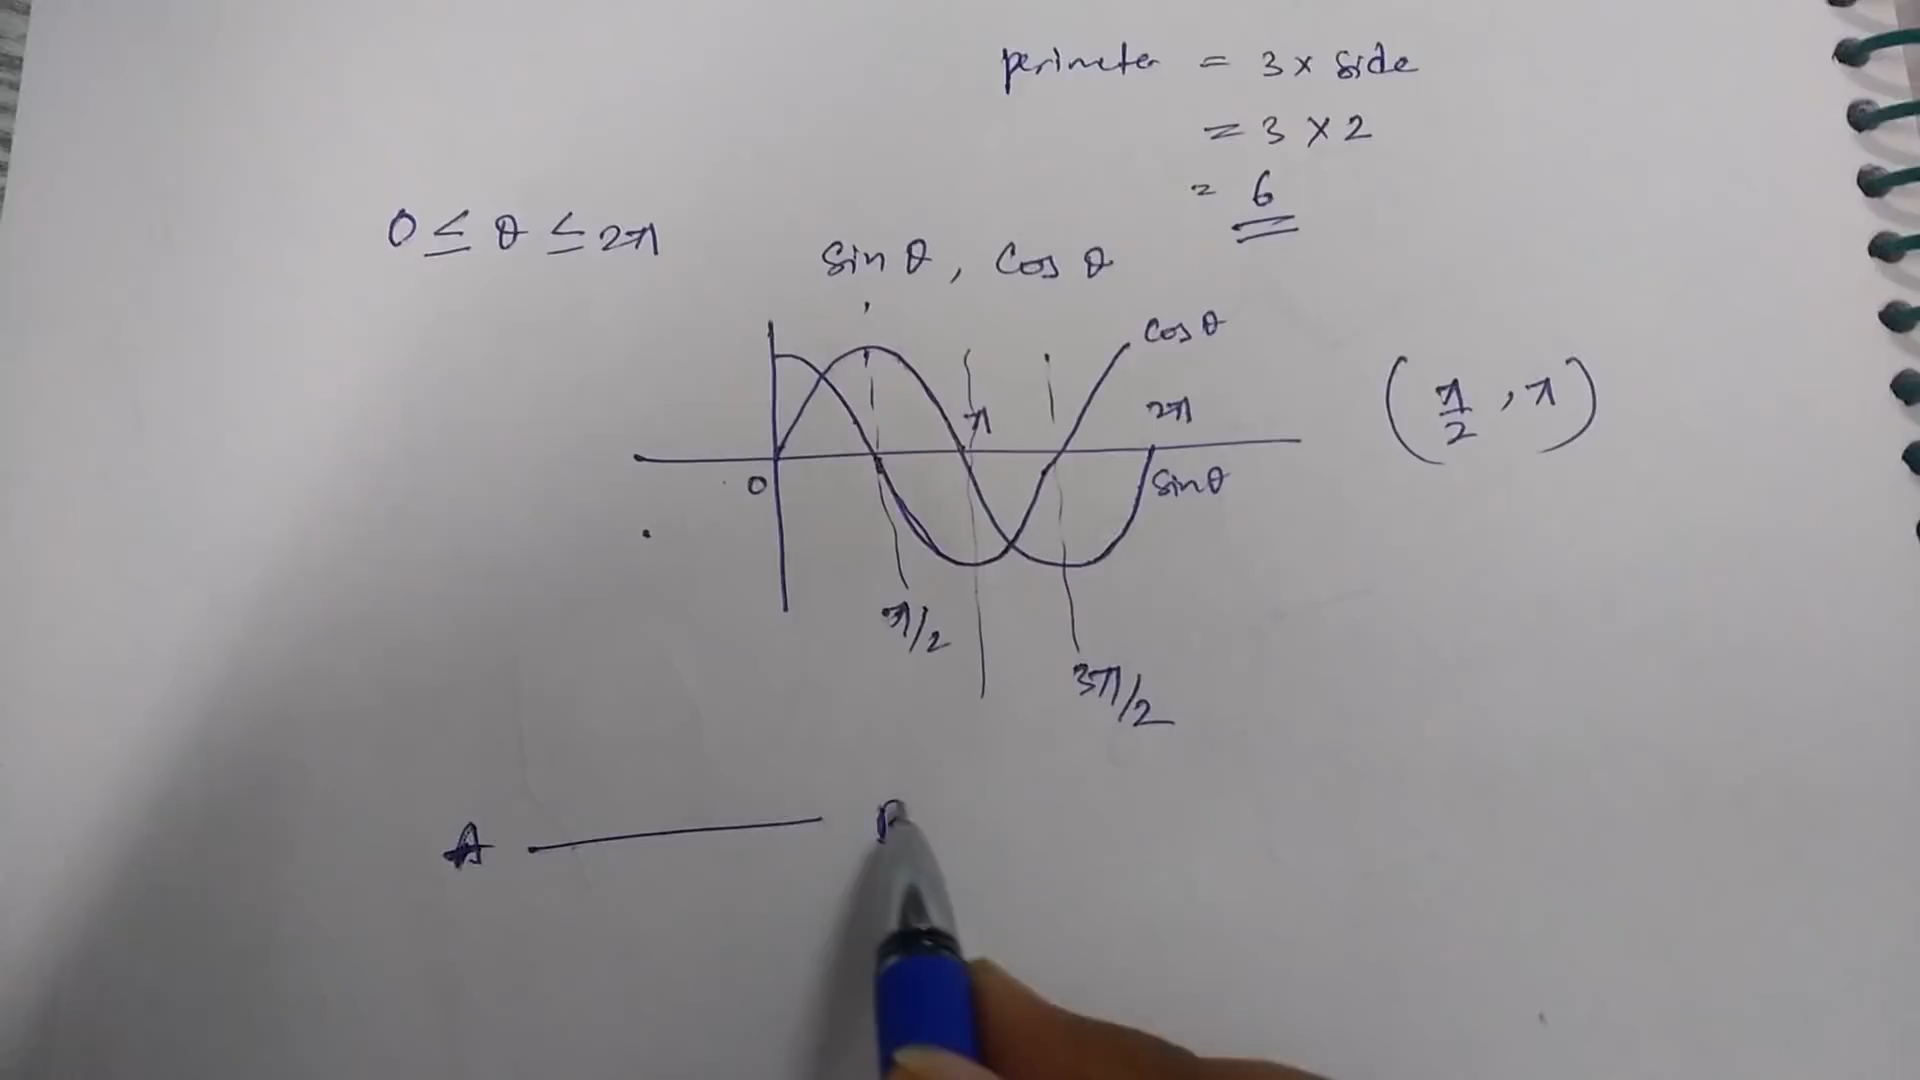 perimeter = 3 x side
= 3 x 2
= 6
0 ≤ θ ≤ 2π
sin θ, cos θ
cos θ
π
2π
(π/2, π)
0
sin θ
π/2
3π/2
A